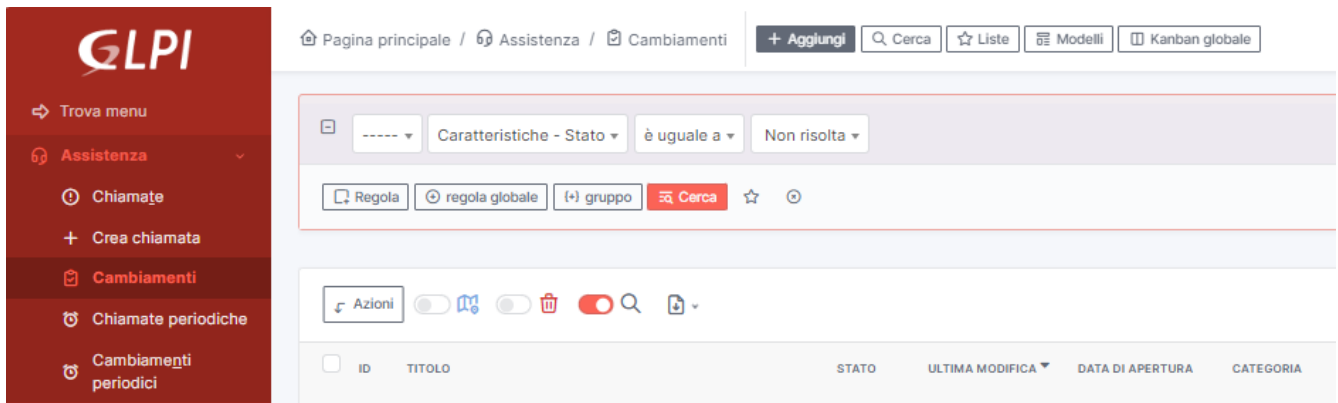 GLPI
Pagina principale / Assistenza / Cambiamenti
+ Aggiungi Cerca Liste Modelli Kanban globale
Trova menu
Assistenza
Chiamate
+ Crea chiamata
Cambiamenti
Chiamate periodiche
Cambiamenti
periodici
----- Caratteristiche - Stato è uguale a Non risolta
Regola regola globale {+} gruppo Cerca
Azioni
ID TITOLO STATO ULTIMA MODIFICA DATA DI APERTURA CATEGORIA